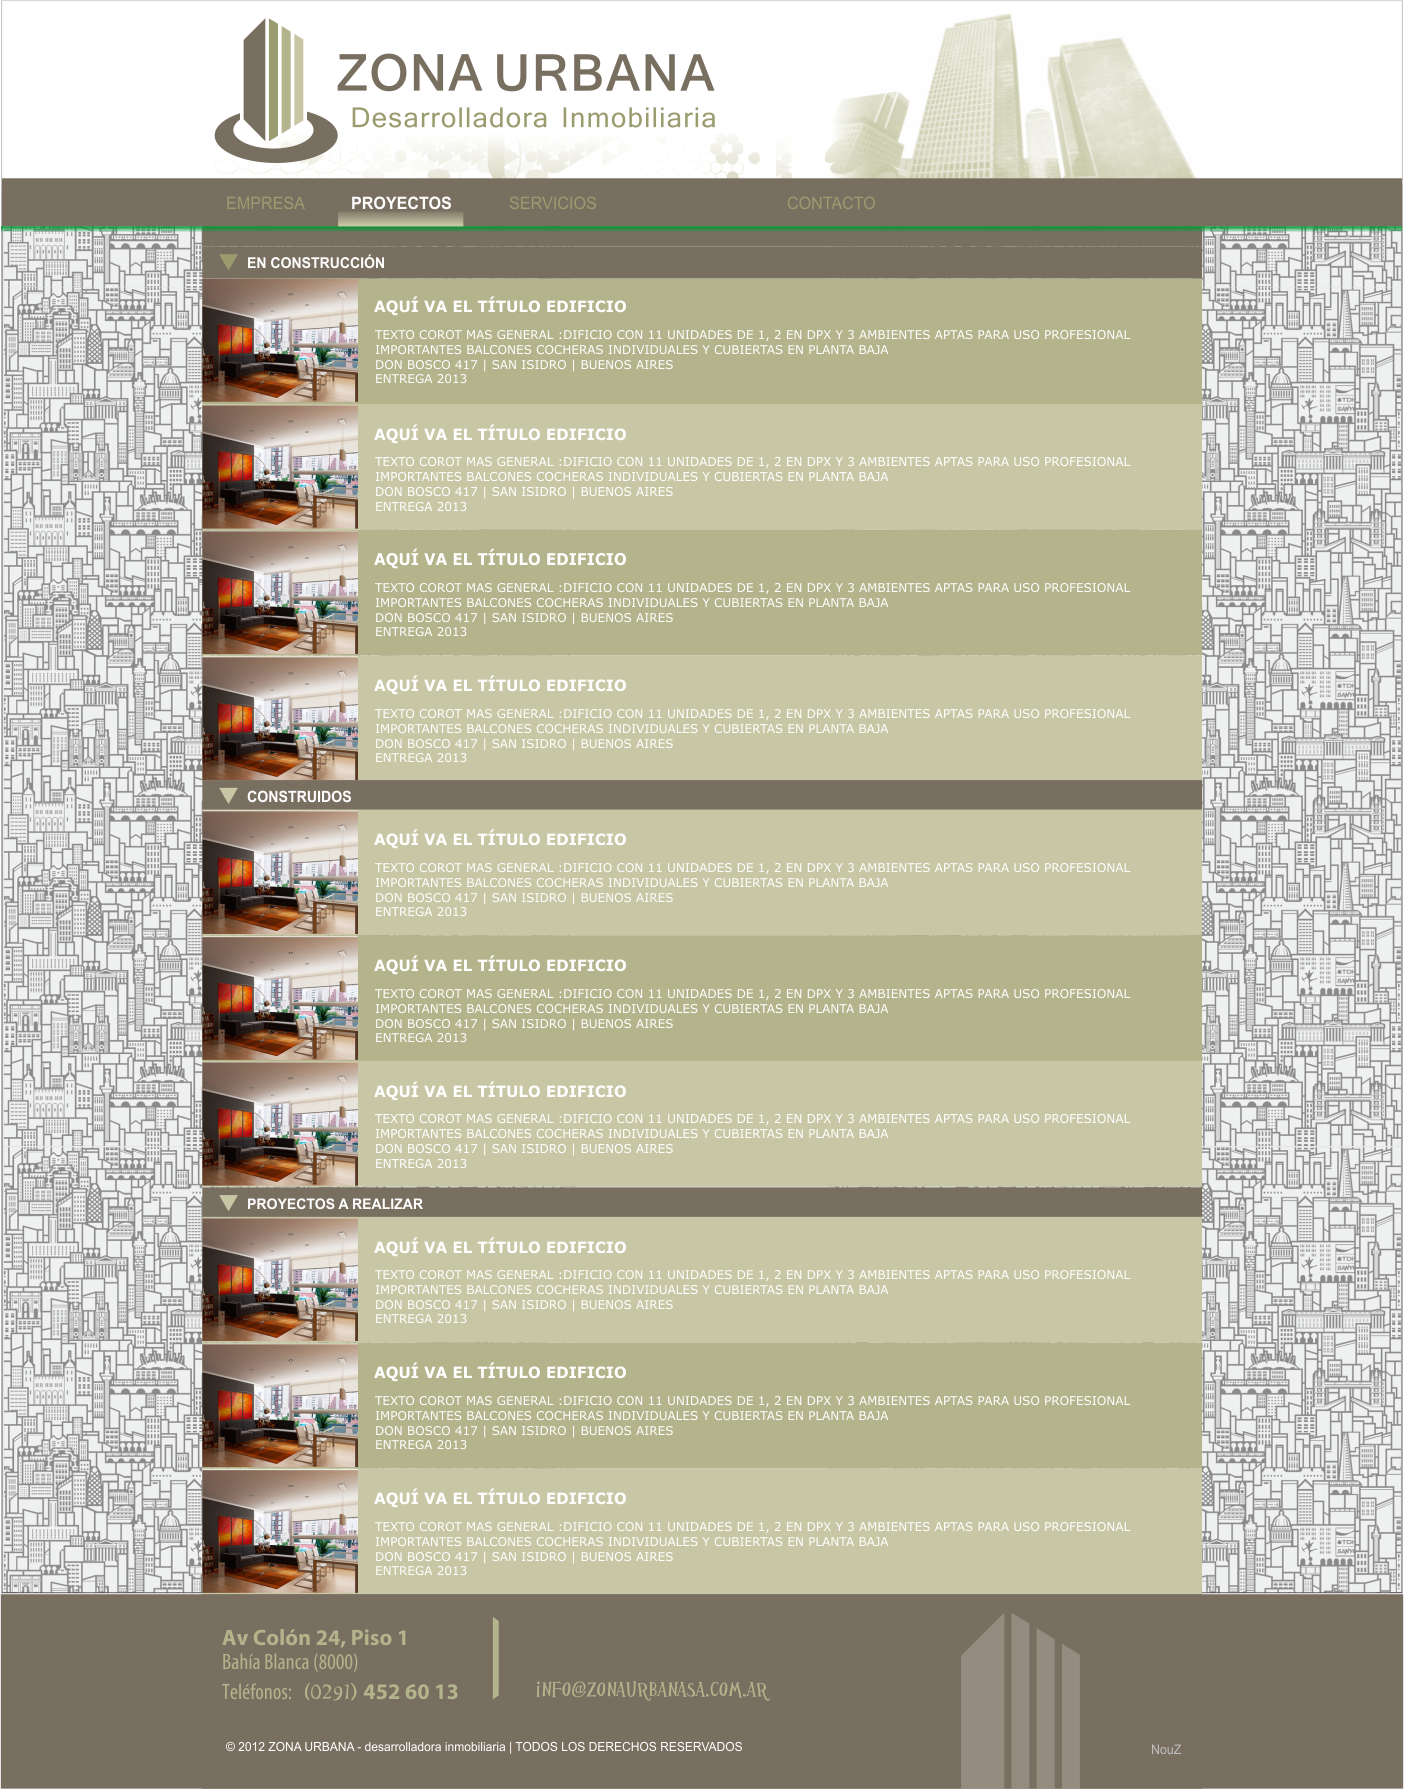 ZONA URBANA
Desarrolladora Inmobiliaria
EMPRESA PROYECTOS SERVICIOS CONTACTO
EN CONSTRUCCIÓN
AQUÍ VA EL TÍTULO EDIFICIO
TEXTO COROT MAS GENERAL :DIFICIO CON 11 UNIDADES DE 1, 2 EN DPX Y 3 AMBIENTES APTAS PARA USO PROFESIONAL
IMPORTANTES BALCONES COCHERAS INDIVIDUALES Y CUBIERTAS EN PLANTA BAJA
DON BOSCO 417 | SAN ISIDRO | BUENOS AIRES
ENTREGA 2013
AQUÍ VA EL TÍTULO EDIFICIO
TEXTO COROT MAS GENERAL :DIFICIO CON 11 UNIDADES DE 1, 2 EN DPX Y 3 AMBIENTES APTAS PARA USO PROFESIONAL
IMPORTANTES BALCONES COCHERAS INDIVIDUALES Y CUBIERTAS EN PLANTA BAJA
DON BOSCO 417 | SAN ISIDRO | BUENOS AIRES
ENTREGA 2013
AQUÍ VA EL TÍTULO EDIFICIO
TEXTO COROT MAS GENERAL :DIFICIO CON 11 UNIDADES DE 1, 2 EN DPX Y 3 AMBIENTES APTAS PARA USO PROFESIONAL
IMPORTANTES BALCONES COCHERAS INDIVIDUALES Y CUBIERTAS EN PLANTA BAJA
DON BOSCO 417 | SAN ISIDRO | BUENOS AIRES
ENTREGA 2013
AQUÍ VA EL TÍTULO EDIFICIO
TEXTO COROT MAS GENERAL :DIFICIO CON 11 UNIDADES DE 1, 2 EN DPX Y 3 AMBIENTES APTAS PARA USO PROFESIONAL
IMPORTANTES BALCONES COCHERAS INDIVIDUALES Y CUBIERTAS EN PLANTA BAJA
DON BOSCO 417 | SAN ISIDRO | BUENOS AIRES
ENTREGA 2013
CONSTRUIDOS
AQUÍ VA EL TÍTULO EDIFICIO
TEXTO COROT MAS GENERAL :DIFICIO CON 11 UNIDADES DE 1, 2 EN DPX Y 3 AMBIENTES APTAS PARA USO PROFESIONAL
IMPORTANTES BALCONES COCHERAS INDIVIDUALES Y CUBIERTAS EN PLANTA BAJA
DON BOSCO 417 | SAN ISIDRO | BUENOS AIRES
ENTREGA 2013
AQUÍ VA EL TÍTULO EDIFICIO
TEXTO COROT MAS GENERAL :DIFICIO CON 11 UNIDADES DE 1, 2 EN DPX Y 3 AMBIENTES APTAS PARA USO PROFESIONAL
IMPORTANTES BALCONES COCHERAS INDIVIDUALES Y CUBIERTAS EN PLANTA BAJA
DON BOSCO 417 | SAN ISIDRO | BUENOS AIRES
ENTREGA 2013
AQUÍ VA EL TÍTULO EDIFICIO
TEXTO COROT MAS GENERAL :DIFICIO CON 11 UNIDADES DE 1, 2 EN DPX Y 3 AMBIENTES APTAS PARA USO PROFESIONAL
IMPORTANTES BALCONES COCHERAS INDIVIDUALES Y CUBIERTAS EN PLANTA BAJA
DON BOSCO 417 | SAN ISIDRO | BUENOS AIRES
ENTREGA 2013
PROYECTOS A REALIZAR
AQUÍ VA EL TÍTULO EDIFICIO
TEXTO COROT MAS GENERAL :DIFICIO CON 11 UNIDADES DE 1, 2 EN DPX Y 3 AMBIENTES APTAS PARA USO PROFESIONAL
IMPORTANTES BALCONES COCHERAS INDIVIDUALES Y CUBIERTAS EN PLANTA BAJA
DON BOSCO 417 | SAN ISIDRO | BUENOS AIRES
ENTREGA 2013
AQUÍ VA EL TÍTULO EDIFICIO
TEXTO COROT MAS GENERAL :DIFICIO CON 11 UNIDADES DE 1, 2 EN DPX Y 3 AMBIENTES APTAS PARA USO PROFESIONAL
IMPORTANTES BALCONES COCHERAS INDIVIDUALES Y CUBIERTAS EN PLANTA BAJA
DON BOSCO 417 | SAN ISIDRO | BUENOS AIRES
ENTREGA 2013
AQUÍ VA EL TÍTULO EDIFICIO
TEXTO COROT MAS GENERAL :DIFICIO CON 11 UNIDADES DE 1, 2 EN DPX Y 3 AMBIENTES APTAS PARA USO PROFESIONAL
IMPORTANTES BALCONES COCHERAS INDIVIDUALES Y CUBIERTAS EN PLANTA BAJA
DON BOSCO 417 | SAN ISIDRO | BUENOS AIRES
ENTREGA 2013
Av Colón 24, Piso 1
Bahía Blanca (8000)
Teléfonos: (0291) 452 60 13
iNFO@ZONAURBANASA.COM.AR
© 2012 ZONA URBANA - desarrolladora inmobiliaria | TODOS LOS DERECHOS RESERVADOS
NouZ